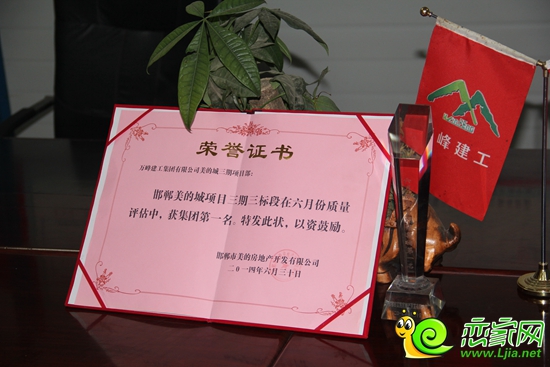 荣誉证书
万峰建工集团有限公司美的城三期项目部：
邯郸美的城项目三期三标段在六月份质量
评估中，获集团第一名。特发此状，以资鼓励。
邯郸市美的房地产开发有限公司
二〇一四年六月三十日
峰建工
恋家网
www.Ljia.net